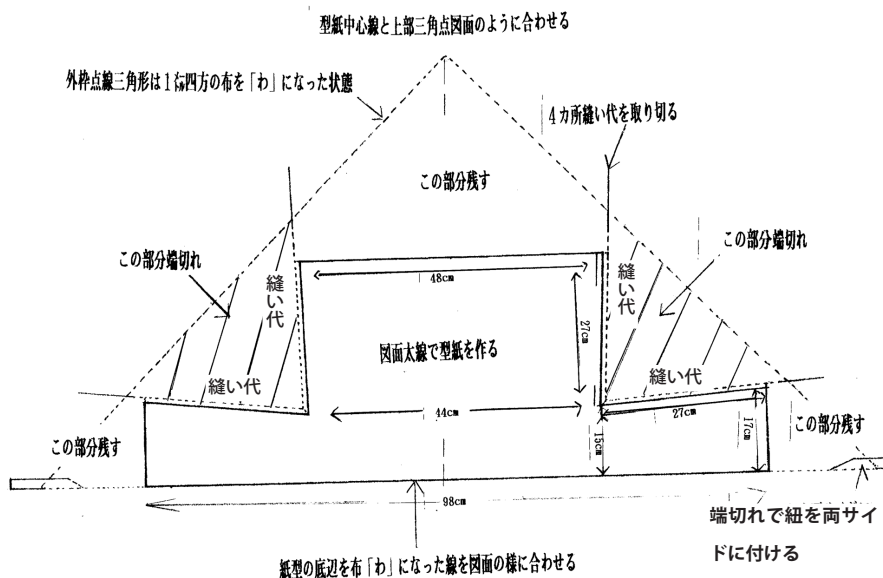 型紙中心線と上部三角点図面のように合わせる
外枠点線三角形は1㍍四方の布を「わ」になった状態
4カ所縫い代を取り切る
この部分残す
この部分端切れ
この部分端切れ
48cm
縫い代
縫い代
27cm
図面太線で型紙を作る
縫い代
縫い代
44cm
27cm
この部分残す
15cm
17cm
この部分残す
98cm
端切れで紐を両サイ
ドに付ける
紙型の底辺を布「わ」になった線を図面の様に合わせる